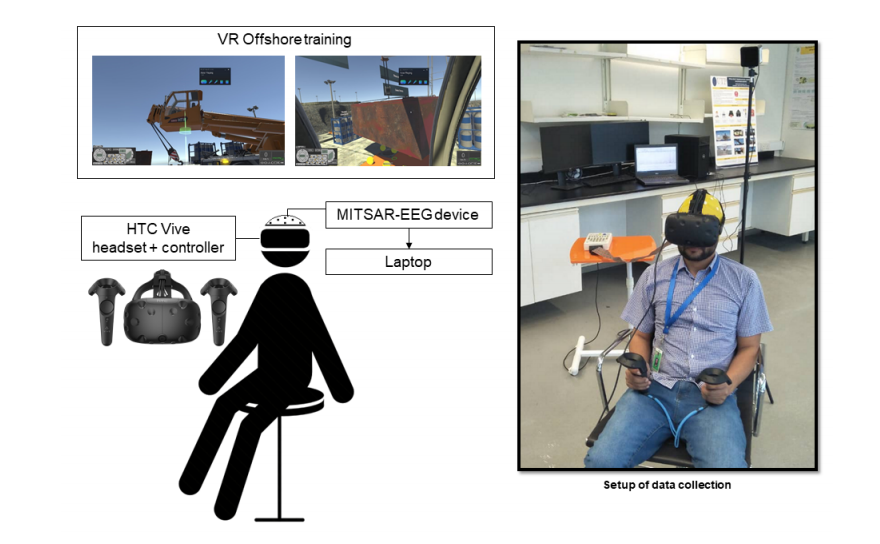 VR Offshore training
HTC Vive
headset + controller
MITSAR-EEG device
Laptop
Setup of data collection